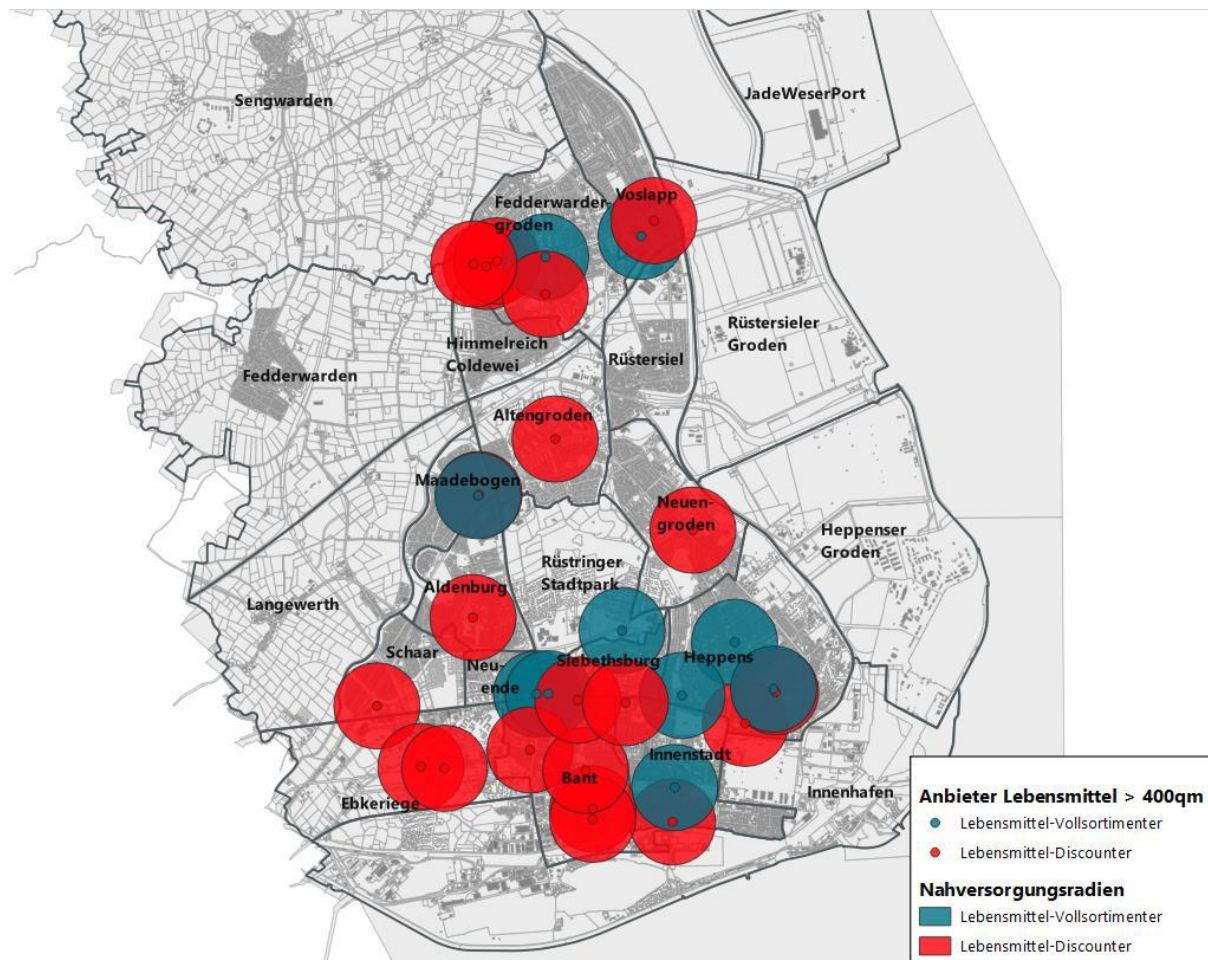 Sengwarden
JadeWeserPort
Voslapp
Fedderwarder-
groden
Rüstersieler
Groden
Himmelreich
Coldewei
Rüstersiel
Fedderwarden
Altengroden
Maadebogen
Neuen-
groden
Heppenser
Groden
Rüstringer
Stadtpark
Aldenburg
Langewerth
Schaar
Neu-
ende
Siebethsburg
Heppens
Innenstadt
Bant
Ebkeriege
Innenhafen
Anbieter Lebensmittel > 400qm
Lebensmittel-Vollsortimenter
Lebensmittel-Discounter
Nahversorgungsradien
Lebensmittel-Vollsortimenter
Lebensmittel-Discounter